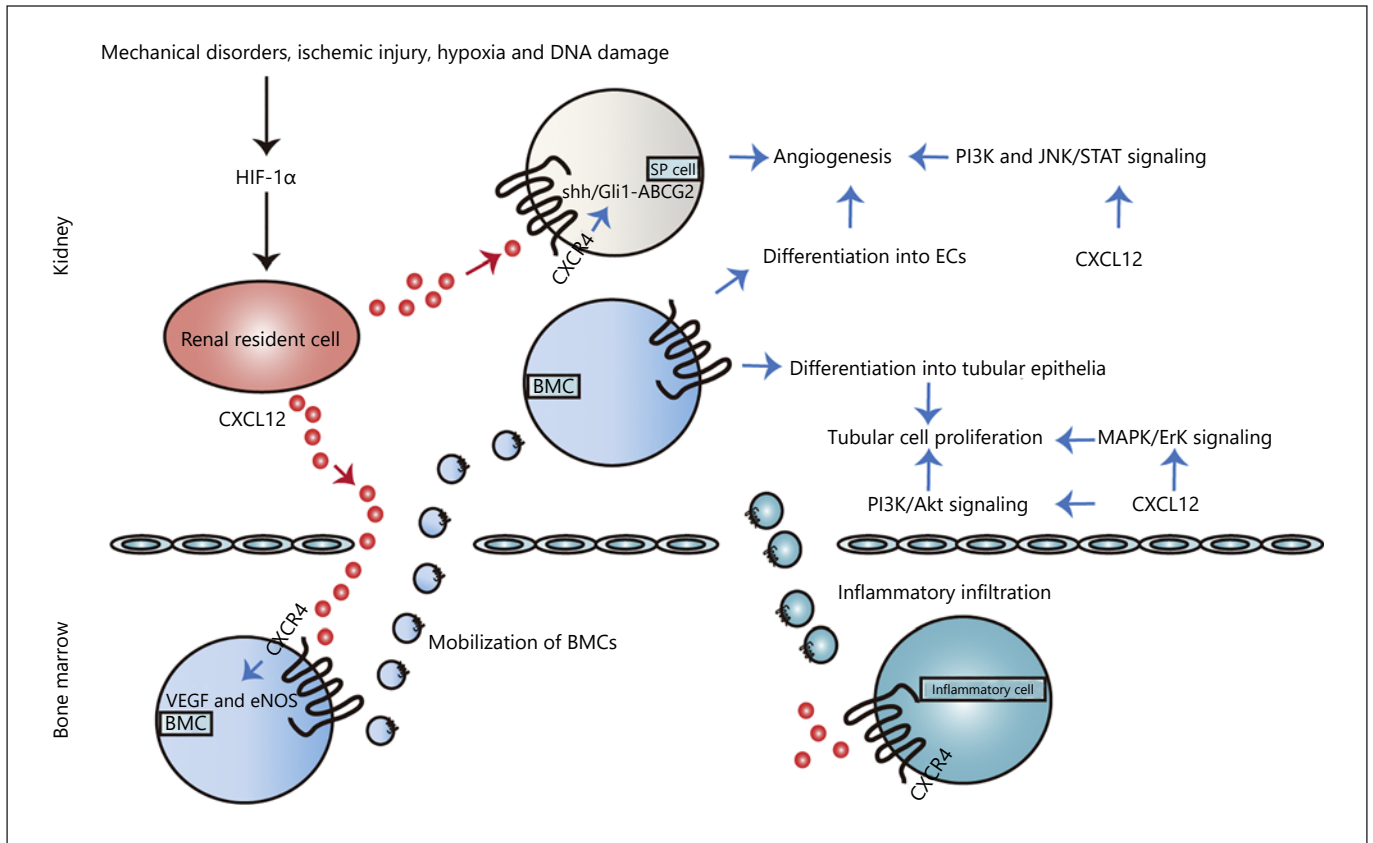 Mechanical disorders, ischemic injury, hypoxia and DNA damage
HIF-1α
Kidney
Renal resident cell
CXCL12
SP cell
shh/Gli1-ABCG2
CXCR4
Angiogenesis
PI3K and JNK/STAT signaling
Differentiation into ECs
CXCL12
BMC
Differentiation into tubular epithelia
Tubular cell proliferation
MAPK/ErK signaling
PI3K/Akt signaling
CXCL12
Bone marrow
CXCR4
VEGF and eNOS
BMC
Mobilization of BMCs
Inflammatory infiltration
Inflammatory cell
CXCR4